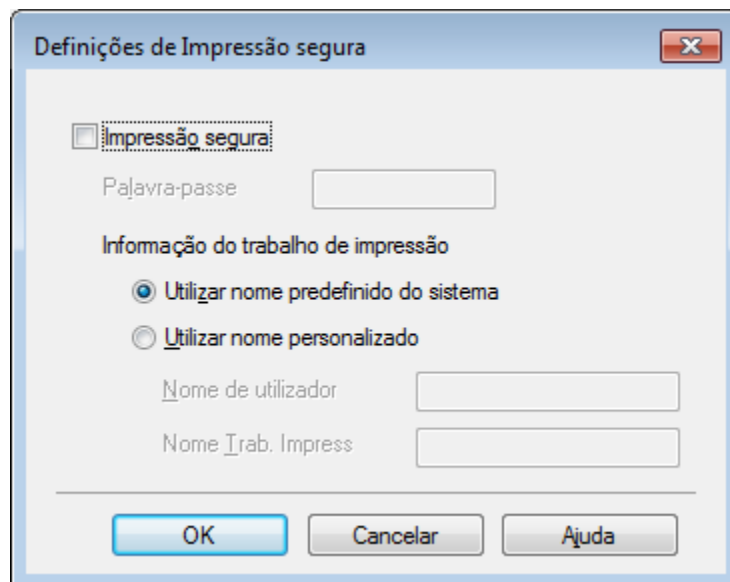 Definições de Impressão segura
Impressão segura
Palavra-passe
Informação do trabalho de impressão
Utilizar nome predefinido do sistema
Utilizar nome personalizado
Nome de utilizador
Nome Trab. Impress
OK Cancelar Ajuda